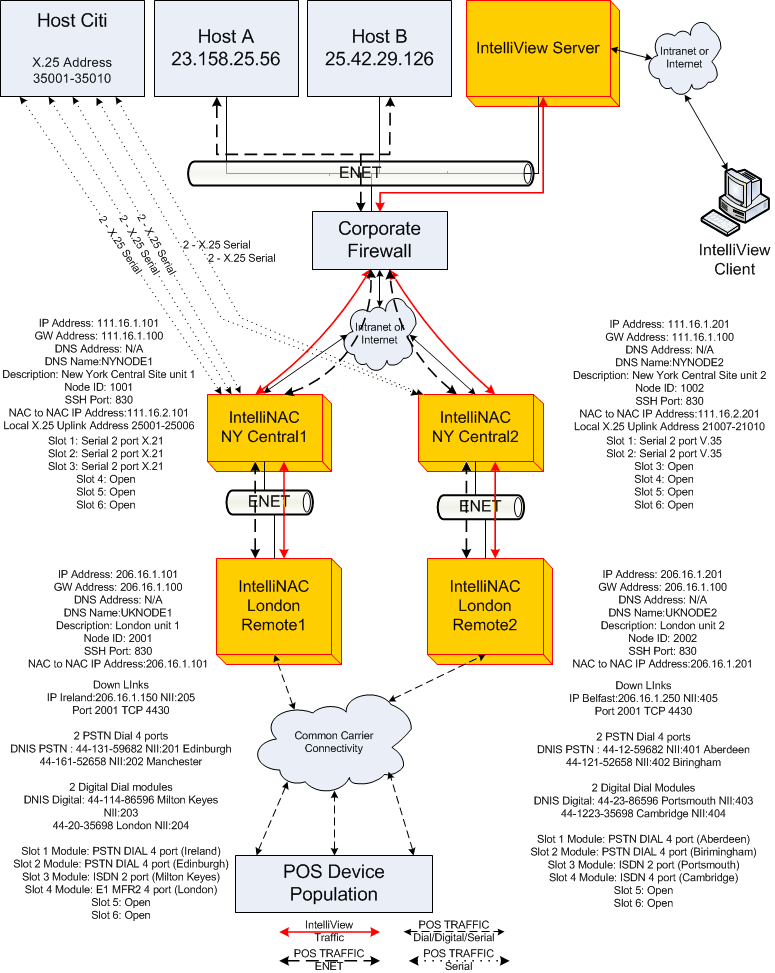 Host Citi
X.25 Address
35001-35010
Host A
23.158.25.56
Host B
25.42.29.126
IntelliView Server
Intranet or
Internet
IntelliView
Client
ENET
Corporate
Firewall
2 - X.25 Serial
2 - X.25 Serial
2 - X.25 Serial
2 - X.25 Serial
2 - X.25 Serial
Intranet or
Internet
IP Address: 111.16.1.101
GW Address: 111.16.1.100
DNS Address: N/A
DNS Name:NYNODE1
Description: New York Central Site unit 1
Node ID: 1001
SSH Port: 830
NAC to NAC IP Address:111.16.2.101
Local X.25 Uplink Address 25001-25006
Slot 1: Serial 2 port X.21
Slot 2: Serial 2 port X.21
Slot 3: Serial 2 port X.21
Slot 4: Open
Slot 5: Open
Slot 6: Open
IntelliNAC
NY Central1
IntelliNAC
NY Central2
IP Address: 111.16.1.201
GW Address: 111.16.1.100
DNS Address: N/A
DNS Name:NYNODE2
Description: New York Central Site unit 2
Node ID: 1002
SSH Port: 830
NAC to NAC IP Address:111.16.2.201
Local X.25 Uplink Address 21007-21010
Slot 1: Serial 2 port V.35
Slot 2: Serial 2 port V.35
Slot 3: Open
Slot 4: Open
Slot 5: Open
Slot 6: Open
ENET
ENET
IP Address: 206.16.1.101
GW Address: 206.16.1.100
DNS Address: N/A
DNS Name:UKNODE1
Description: London unit 1
Node ID: 2001
SSH Port: 830
NAC to NAC IP Address:206.16.1.101
Down LInks
IP Ireland:206.16.1.150 NII:205
Port 2001 TCP 4430
2 PSTN Dial 4 ports
DNIS PSTN : 44-131-59682 NII:201 Edinburgh
44-161-52658 NII:202 Manchester
2 Digital Dial modules
DNIS Digital: 44-114-86596 Milton Keyes
NII:203
44-20-35698 London NII:204
Slot 1 Module: PSTN DIAL 4 port (Ireland)
Slot 2 Module: PSTN DIAL 4 port (Edinburgh)
Slot 3 Module: ISDN 2 port (Milton Keyes)
Slot 4 Module: E1 MFR2 4 port (London)
Slot 5: Open
Slot 6: Open
IntelliNAC
London
Remote1
IntelliNAC
London
Remote2
IP Address: 206.16.1.201
GW Address: 206.16.1.100
DNS Address: N/A
DNS Name:UKNODE2
Description: London unit 2
Node ID: 2002
SSH Port: 830
NAC to NAC IP Address:206.16.1.201
Down LInks
IP Belfast:206.16.1.250 NII:405
Port 2001 TCP 4430
2 PSTN Dial 4 ports
DNIS PSTN : 44-12-59682 NII:401 Aberdeen
44-121-52658 NII:402 Biringham
2 Digital Dial Modules
DNIS Digital: 44-23-86596 Portsmouth NII:403
44-1223-35698 Cambridge NII:404
Slot 1 Module: PSTN DIAL 4 port (Aberdeen)
Slot 2 Module: PSTN DIAL 4 port (Birimingham)
Slot 3 Module: ISDN 2 port (Portsmouth)
Slot 4 Module: ISDN 4 port (Cambridge)
Slot 5: Open
Slot 6: Open
Common Carrier
Connectivity
POS Device
Population
IntelliView
Traffic
POS TRAFFIC
Dial/Digital/Serial
POS TRAFFIC
ENET
POS TRAFFIC
Serial